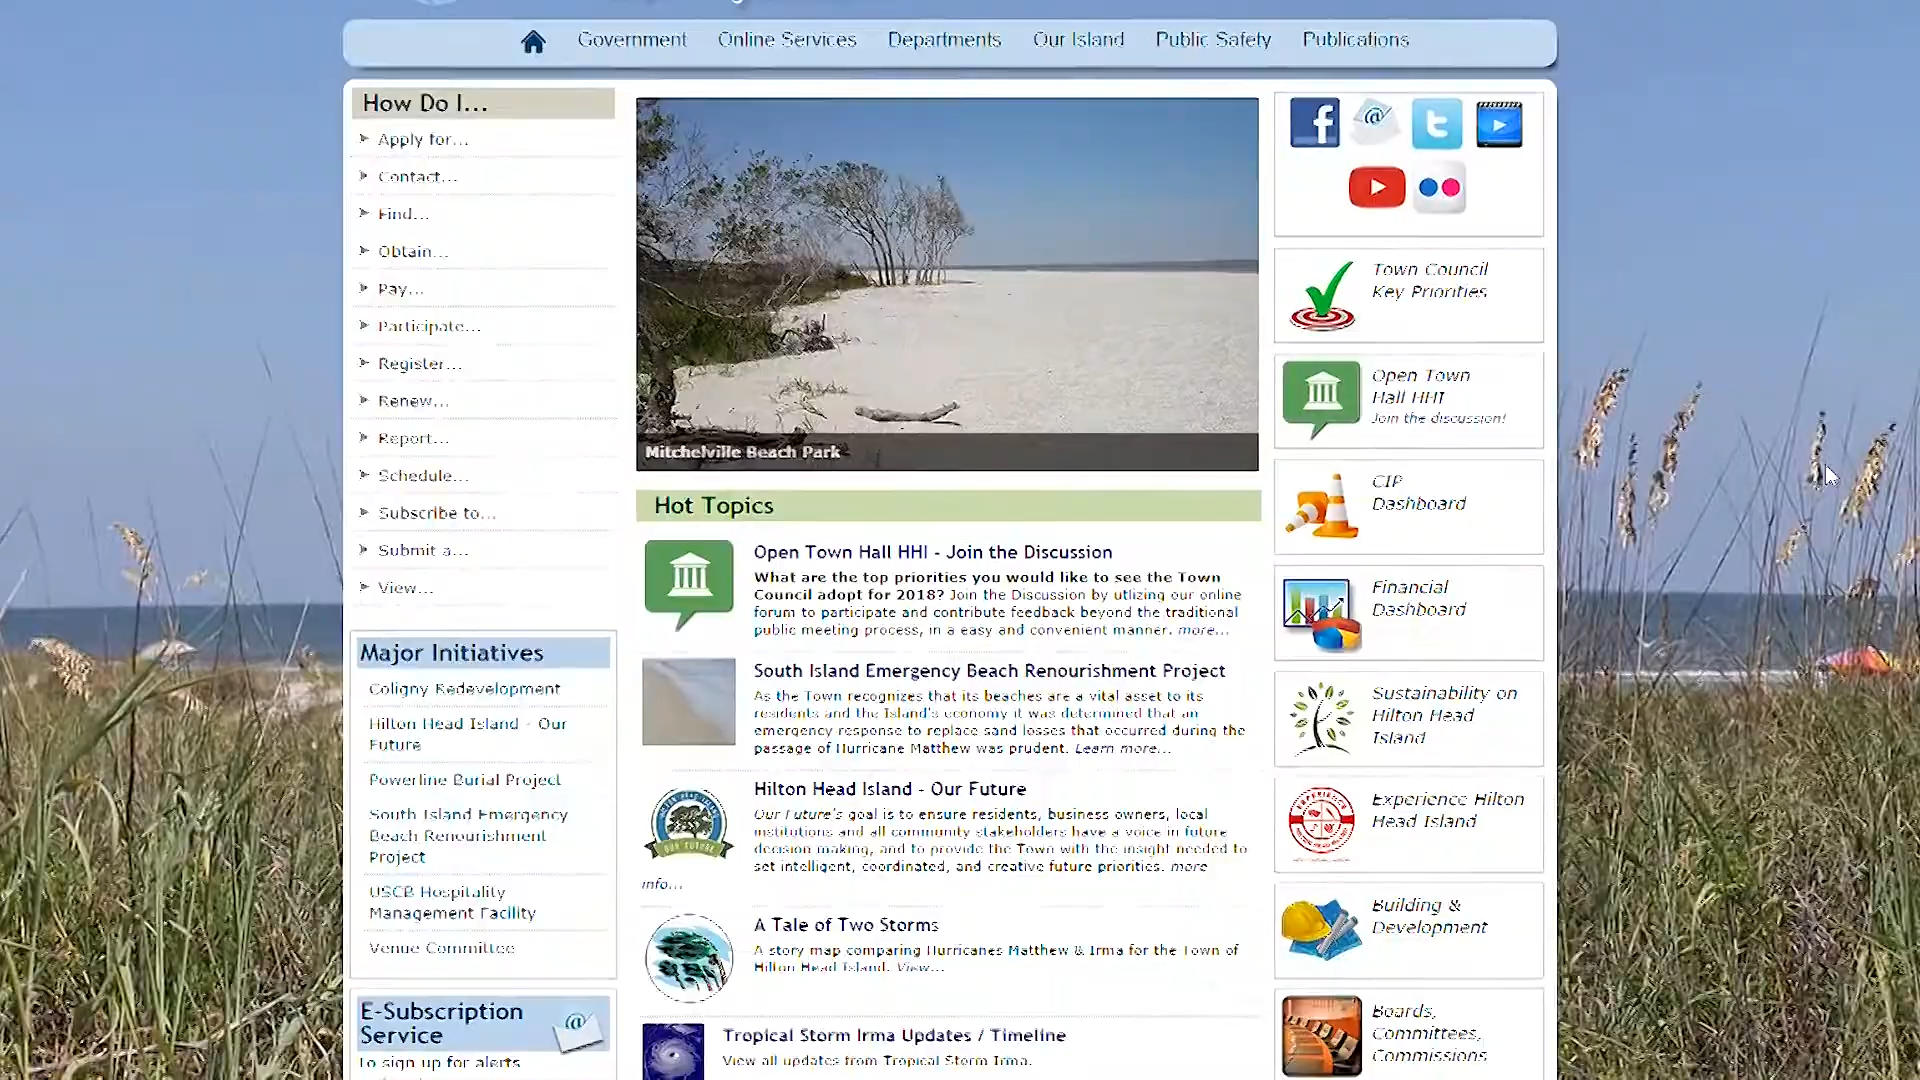 Government Online Services Departments Our Island Public Safety Publications
How Do I...
Apply for...
Contact...
Find...
Obtain...
Pay...
Participate...
Register...
Renew...
Report...
Schedule...
Subscribe to...
Submit a...
View...
Major Initiatives
Coligny Redevelopment
Hilton Head Island - Our
Future
Powerline Burial Project
South Island Emergency
Beach Renourishment
Project
USCB Hospitality
Management Facility
Venue Committee
E-Subscription
Service
To sign up for alerts
Mitchelville Beach Park
Hot Topics
Open Town Hall HHI - Join the Discussion
What are the top priorities you would like to see the Town
Council adopt for 2018? Join the Discussion by utlizing our online
forum to participate and contribute feedback beyond the traditional
public meeting process, in a easy and convenient manner. more...
South Island Emergency Beach Renourishment Project
As the Town recognizes that its beaches are a vital asset to its
residents and the Island's economy it was determined that an
emergency response to replace sand losses that occurred during the
passage of Hurricane Matthew was prudent. Learn more...
Hilton Head Island - Our Future
Our Future's goal is to ensure residents, business owners, local
institutions and all community stakeholders have a voice in future
decision making, and to provide the Town with the insight needed to
set intelligent, coordinated, and creative future priorities. more
info...
OUR FUTURE
A Tale of Two Storms
A story map comparing Hurricanes Matthew & Irma for the Town of
Hilton Head Island. View...
Tropical Storm Irma Updates / Timeline
View all updates from Tropical Storm Irma.
Town Council
Key Priorities
Open Town
Hall HHI
Join the discussion!
CIP
Dashboard
Financial
Dashboard
Sustainability on
Hilton Head
Island
Experience Hilton
Head Island
Building &
Development
Boards,
Committees,
Commissions